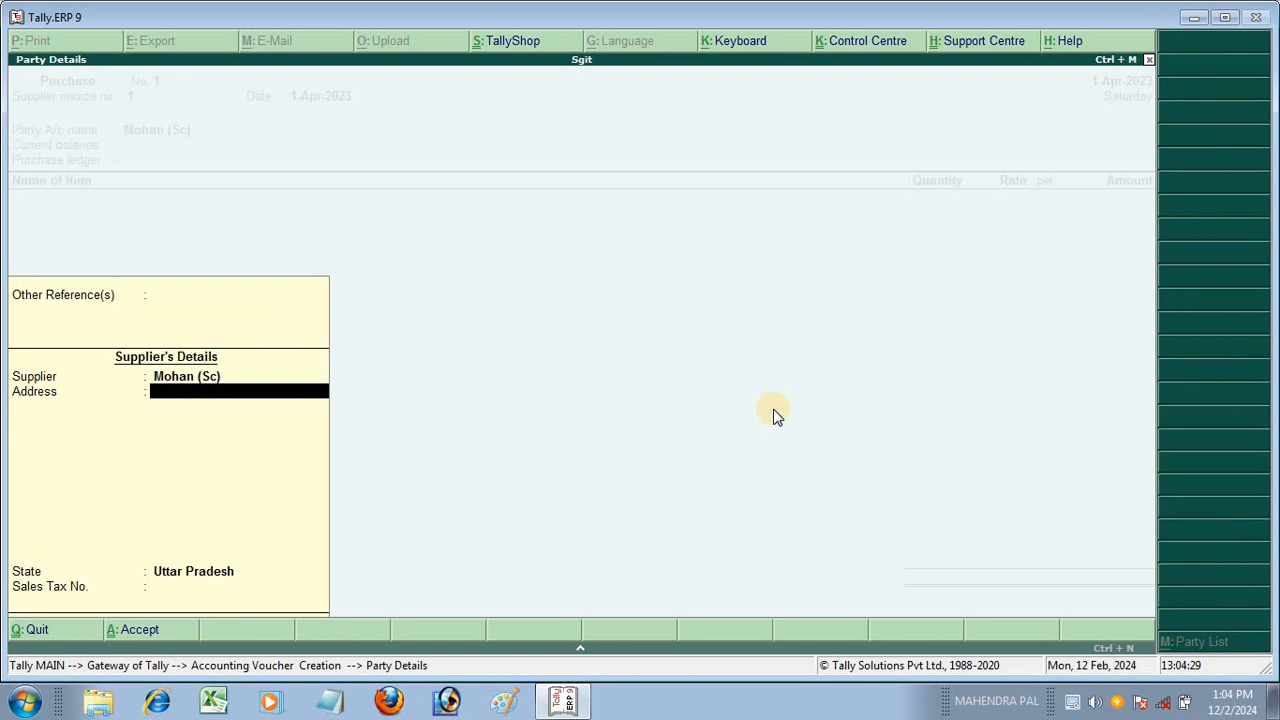 Tally.ERP 9
P: Print E: Export M: E-Mail O: Upload S: TallyShop G: Language K: Keyboard K: Control Centre H: Support Centre H: Help
Party Details Sgit Ctrl + M
Purchase No. 1 1-Apr-2023
Supplier invoice no. 1 Date 1-Apr-2023 Saturday
Party A/c name Mohan (Sc)
Current balance
Purchase ledger
Name of Item Quantity Rate per Amount
Other Reference(s) :
Supplier's Details
Supplier : Mohan (Sc)
Address :
State : Uttar Pradesh
Sales Tax No. :
Q: Quit A: Accept
M: Party List
Ctrl + N
Tally MAIN --> Gateway of Tally --> Accounting Voucher Creation --> Party Details © Tally Solutions Pvt Ltd., 1988-2020 Mon, 12 Feb, 2024 13:04:29
ERP 9 MAHENDRA PAL 1:04 PM
12/2/2024